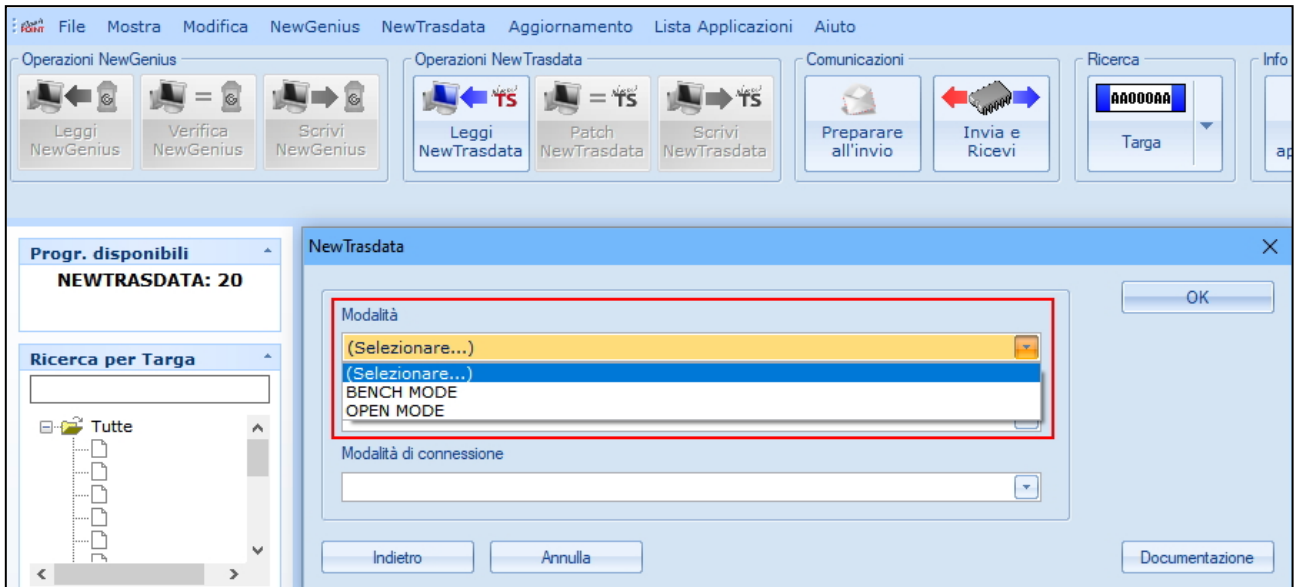 File Mostra Modifica NewGenius NewTrasdata Aggiornamento Lista Applicazioni Aiuto
Operazioni NewGenius
Leggi NewGenius
Verifica NewGenius
Scrivi NewGenius
Operazioni NewTrasdata
Leggi NewTrasdata
Patch NewTrasdata
Scrivi NewTrasdata
Comunicazioni
Preparare all'invio
Invia e Ricevi
Ricerca
AA000AA
Targa
Info
Progr. disponibili
NEWTRASDATA: 20
Ricerca per Targa
Tutte
NewTrasdata
Modalità
(Selezionare...)
(Selezionare...)
BENCH MODE
OPEN MODE
Modalità di connessione
OK
Indietro
Annulla
Documentazione